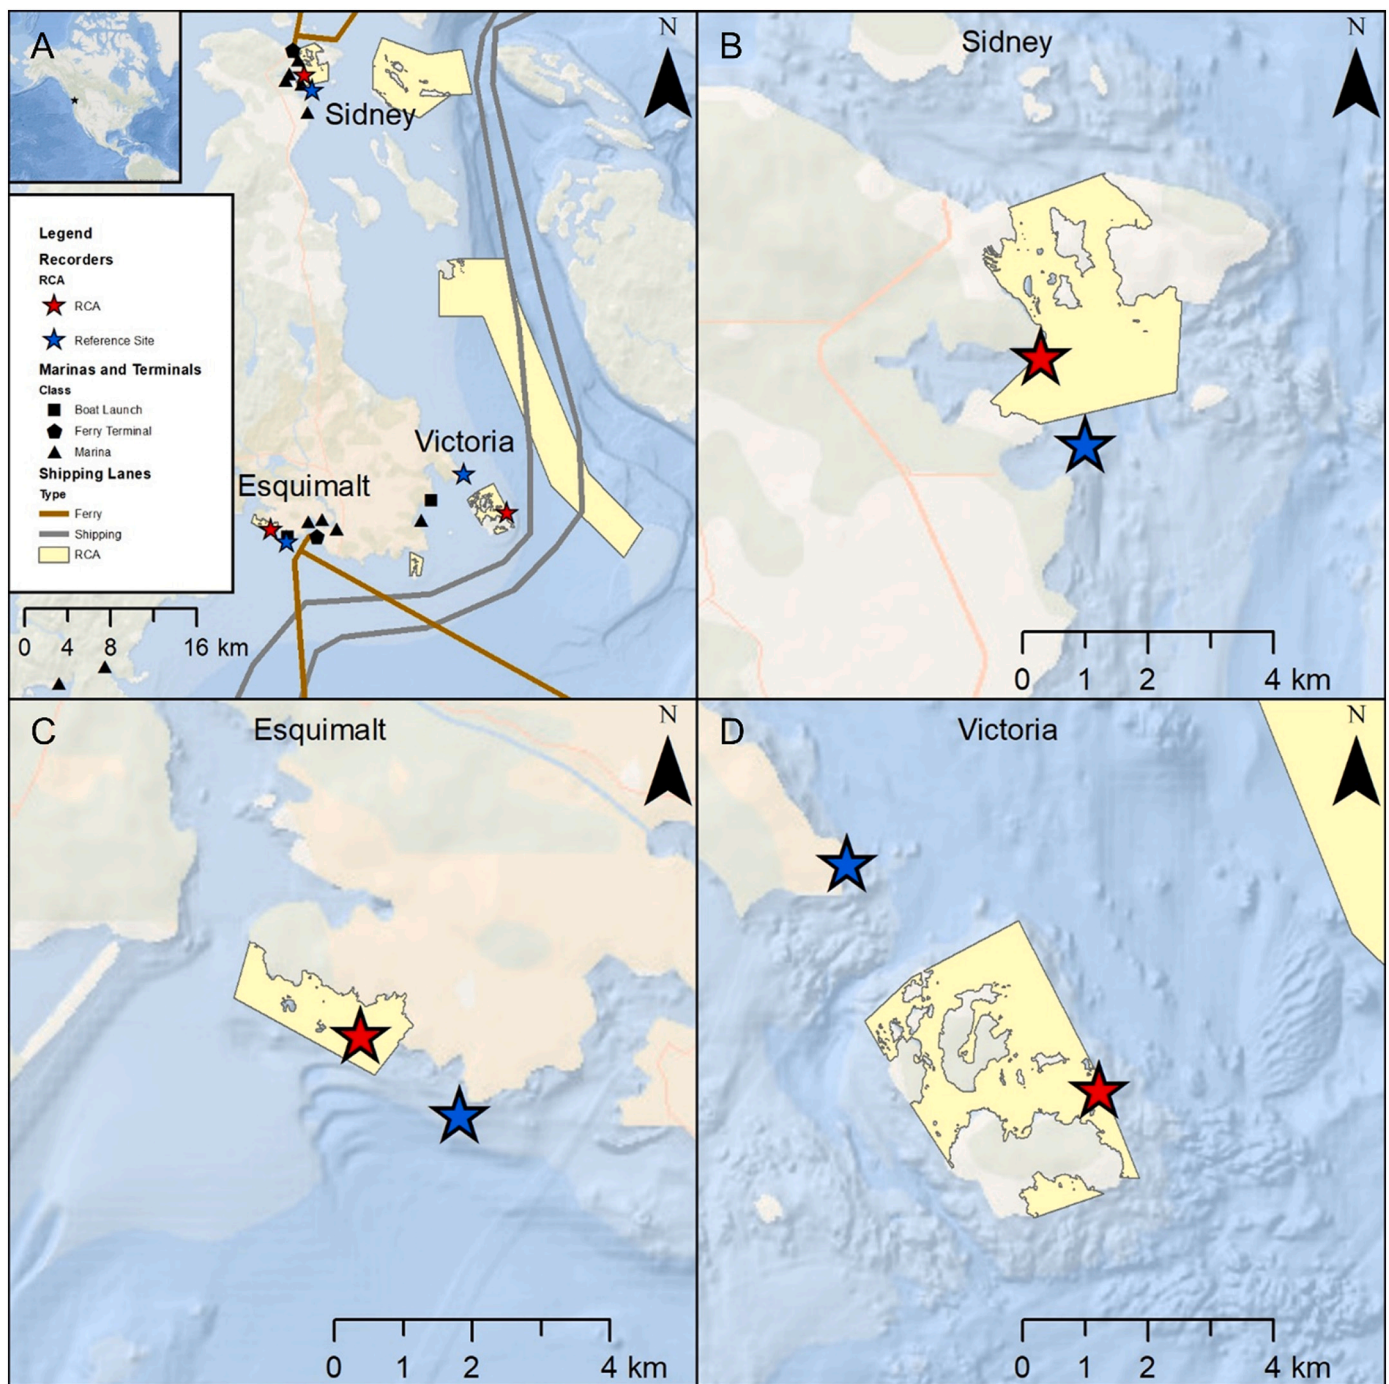 A
N
Sidney
Victoria
Esquimalt
Legend
Recorders
RCA
RCA
Reference Site
Marinas and Terminals
Class
Boat Launch
Ferry Terminal
Marina
Shipping Lanes
Type
Ferry
Shipping
RCA
0 4 8 16 km
B
Sidney
N
0 1 2 4 km
C
Esquimalt
N
0 1 2 4 km
D
Victoria
N
0 1 2 4 km